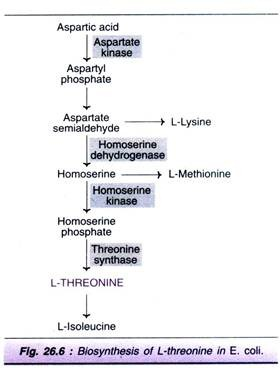 Aspartic acid
Aspartate
kinase
Aspartyl
phosphate
Aspartate
semialdehyde
L-Lysine
Homoserine
dehydrogenase
Homoserine
L-Methionine
Homoserine
kinase
Homoserine
phosphate
Threonine
synthase
L-THREONINE
L-Isoleucine
Fig. 26.6 : Biosynthesis of L-threonine in E. coli.